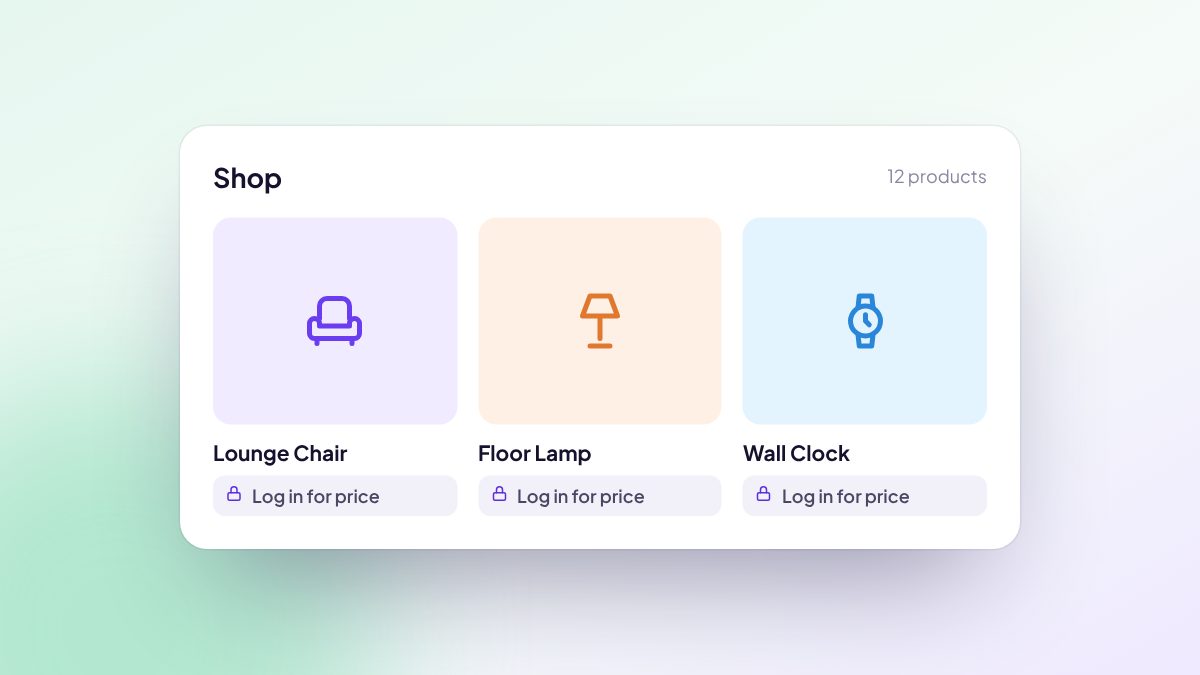 Shop
12 products
Lounge Chair
Floor Lamp
Wall Clock
Log in for price
Log in for price
Log in for price